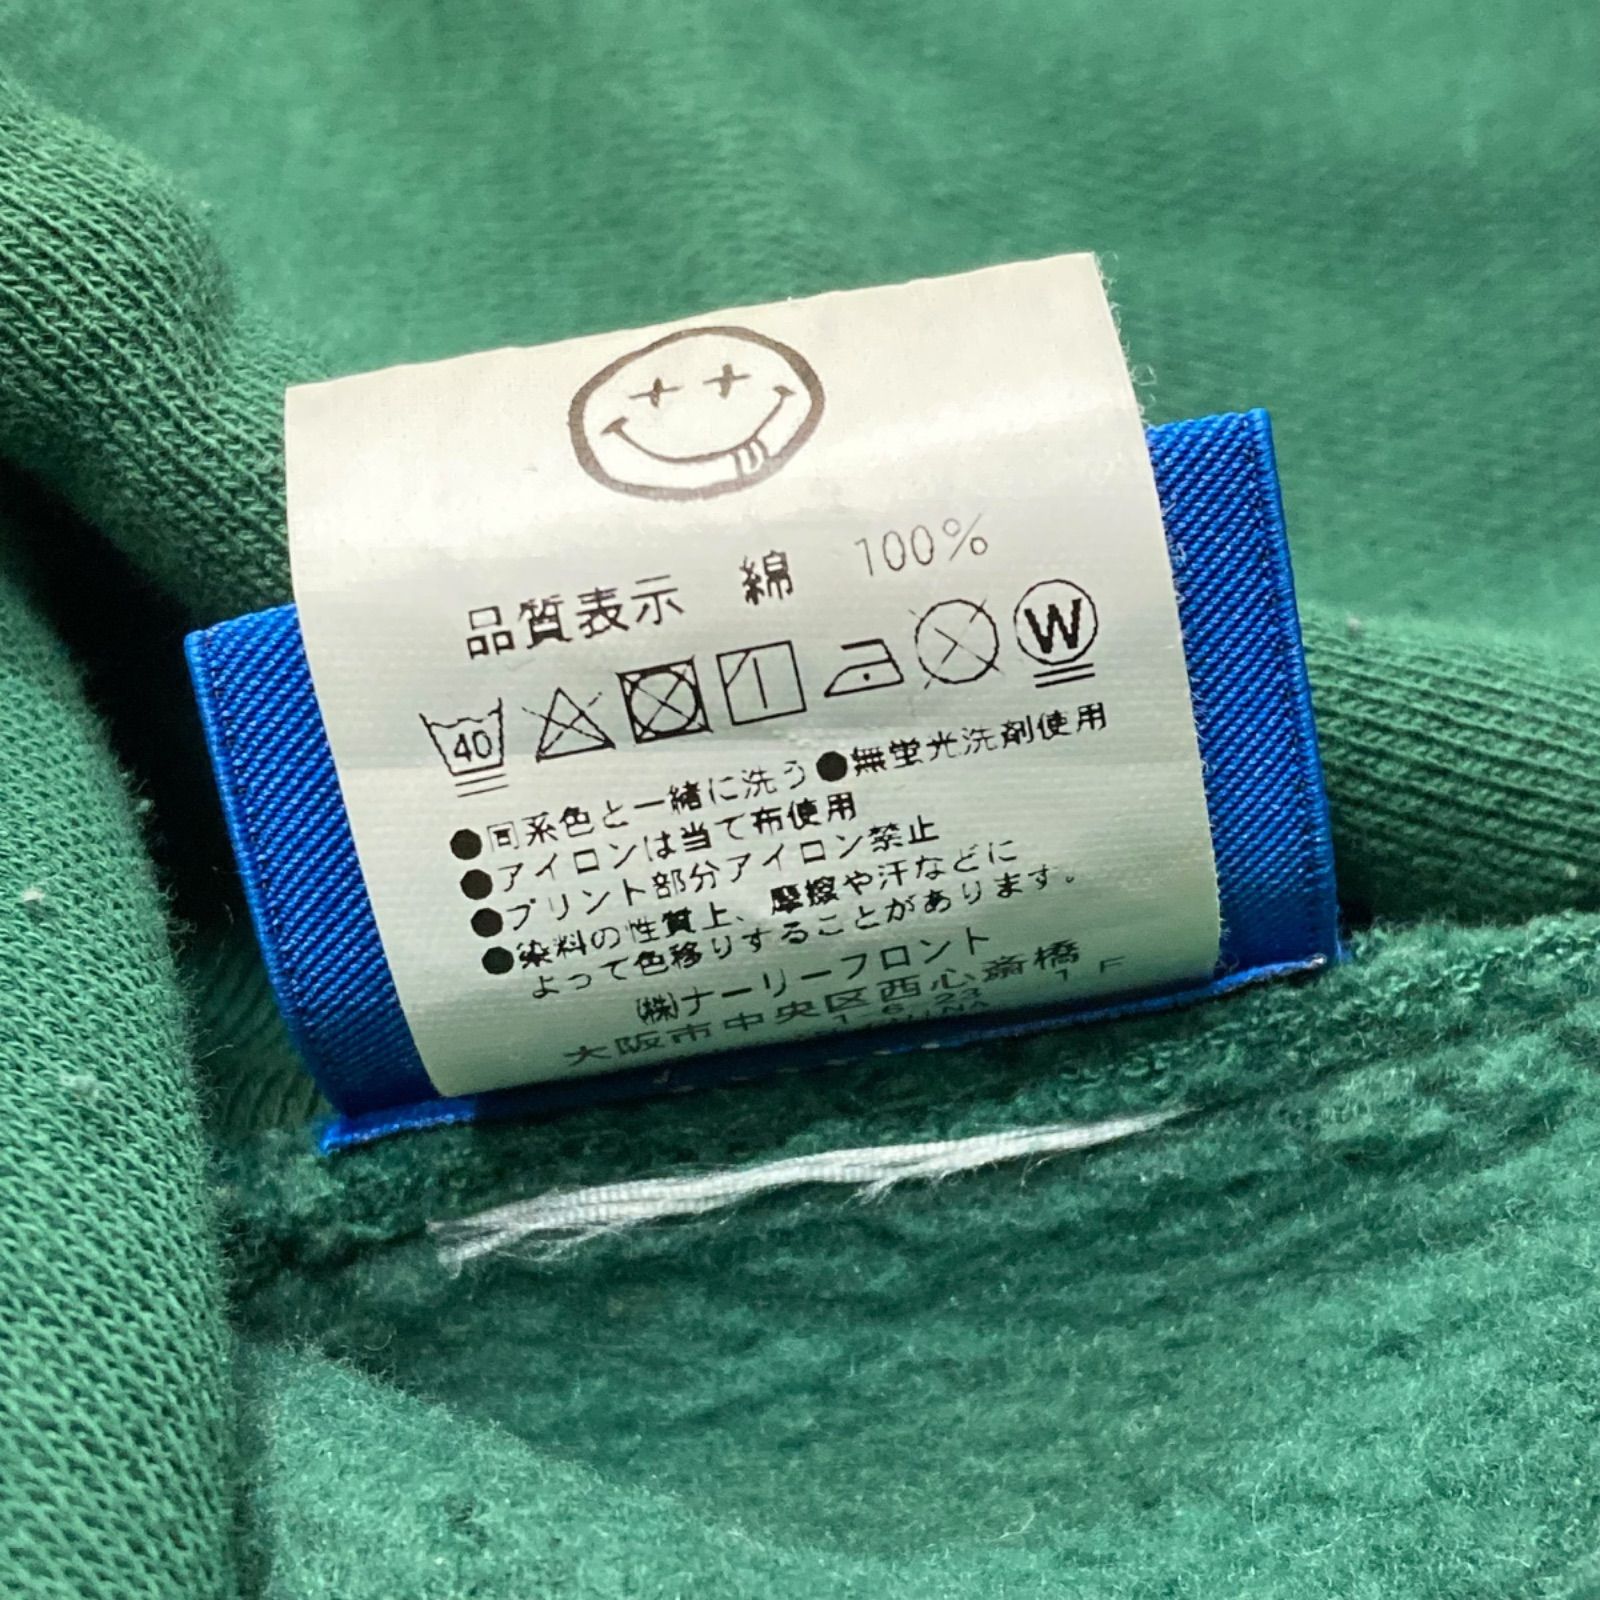 品質表示 綿 100%
40 W
●同系色と一緒に洗う●無蛍光洗剤使用
●アイロンは当て布使用
●プリント部分アイロン禁止
●染料の性質上、摩擦や汗などに
よって色移りすることがあります。
(株)ナーリーフロント
大阪市中央区西心斎橋
1 6 23 1F